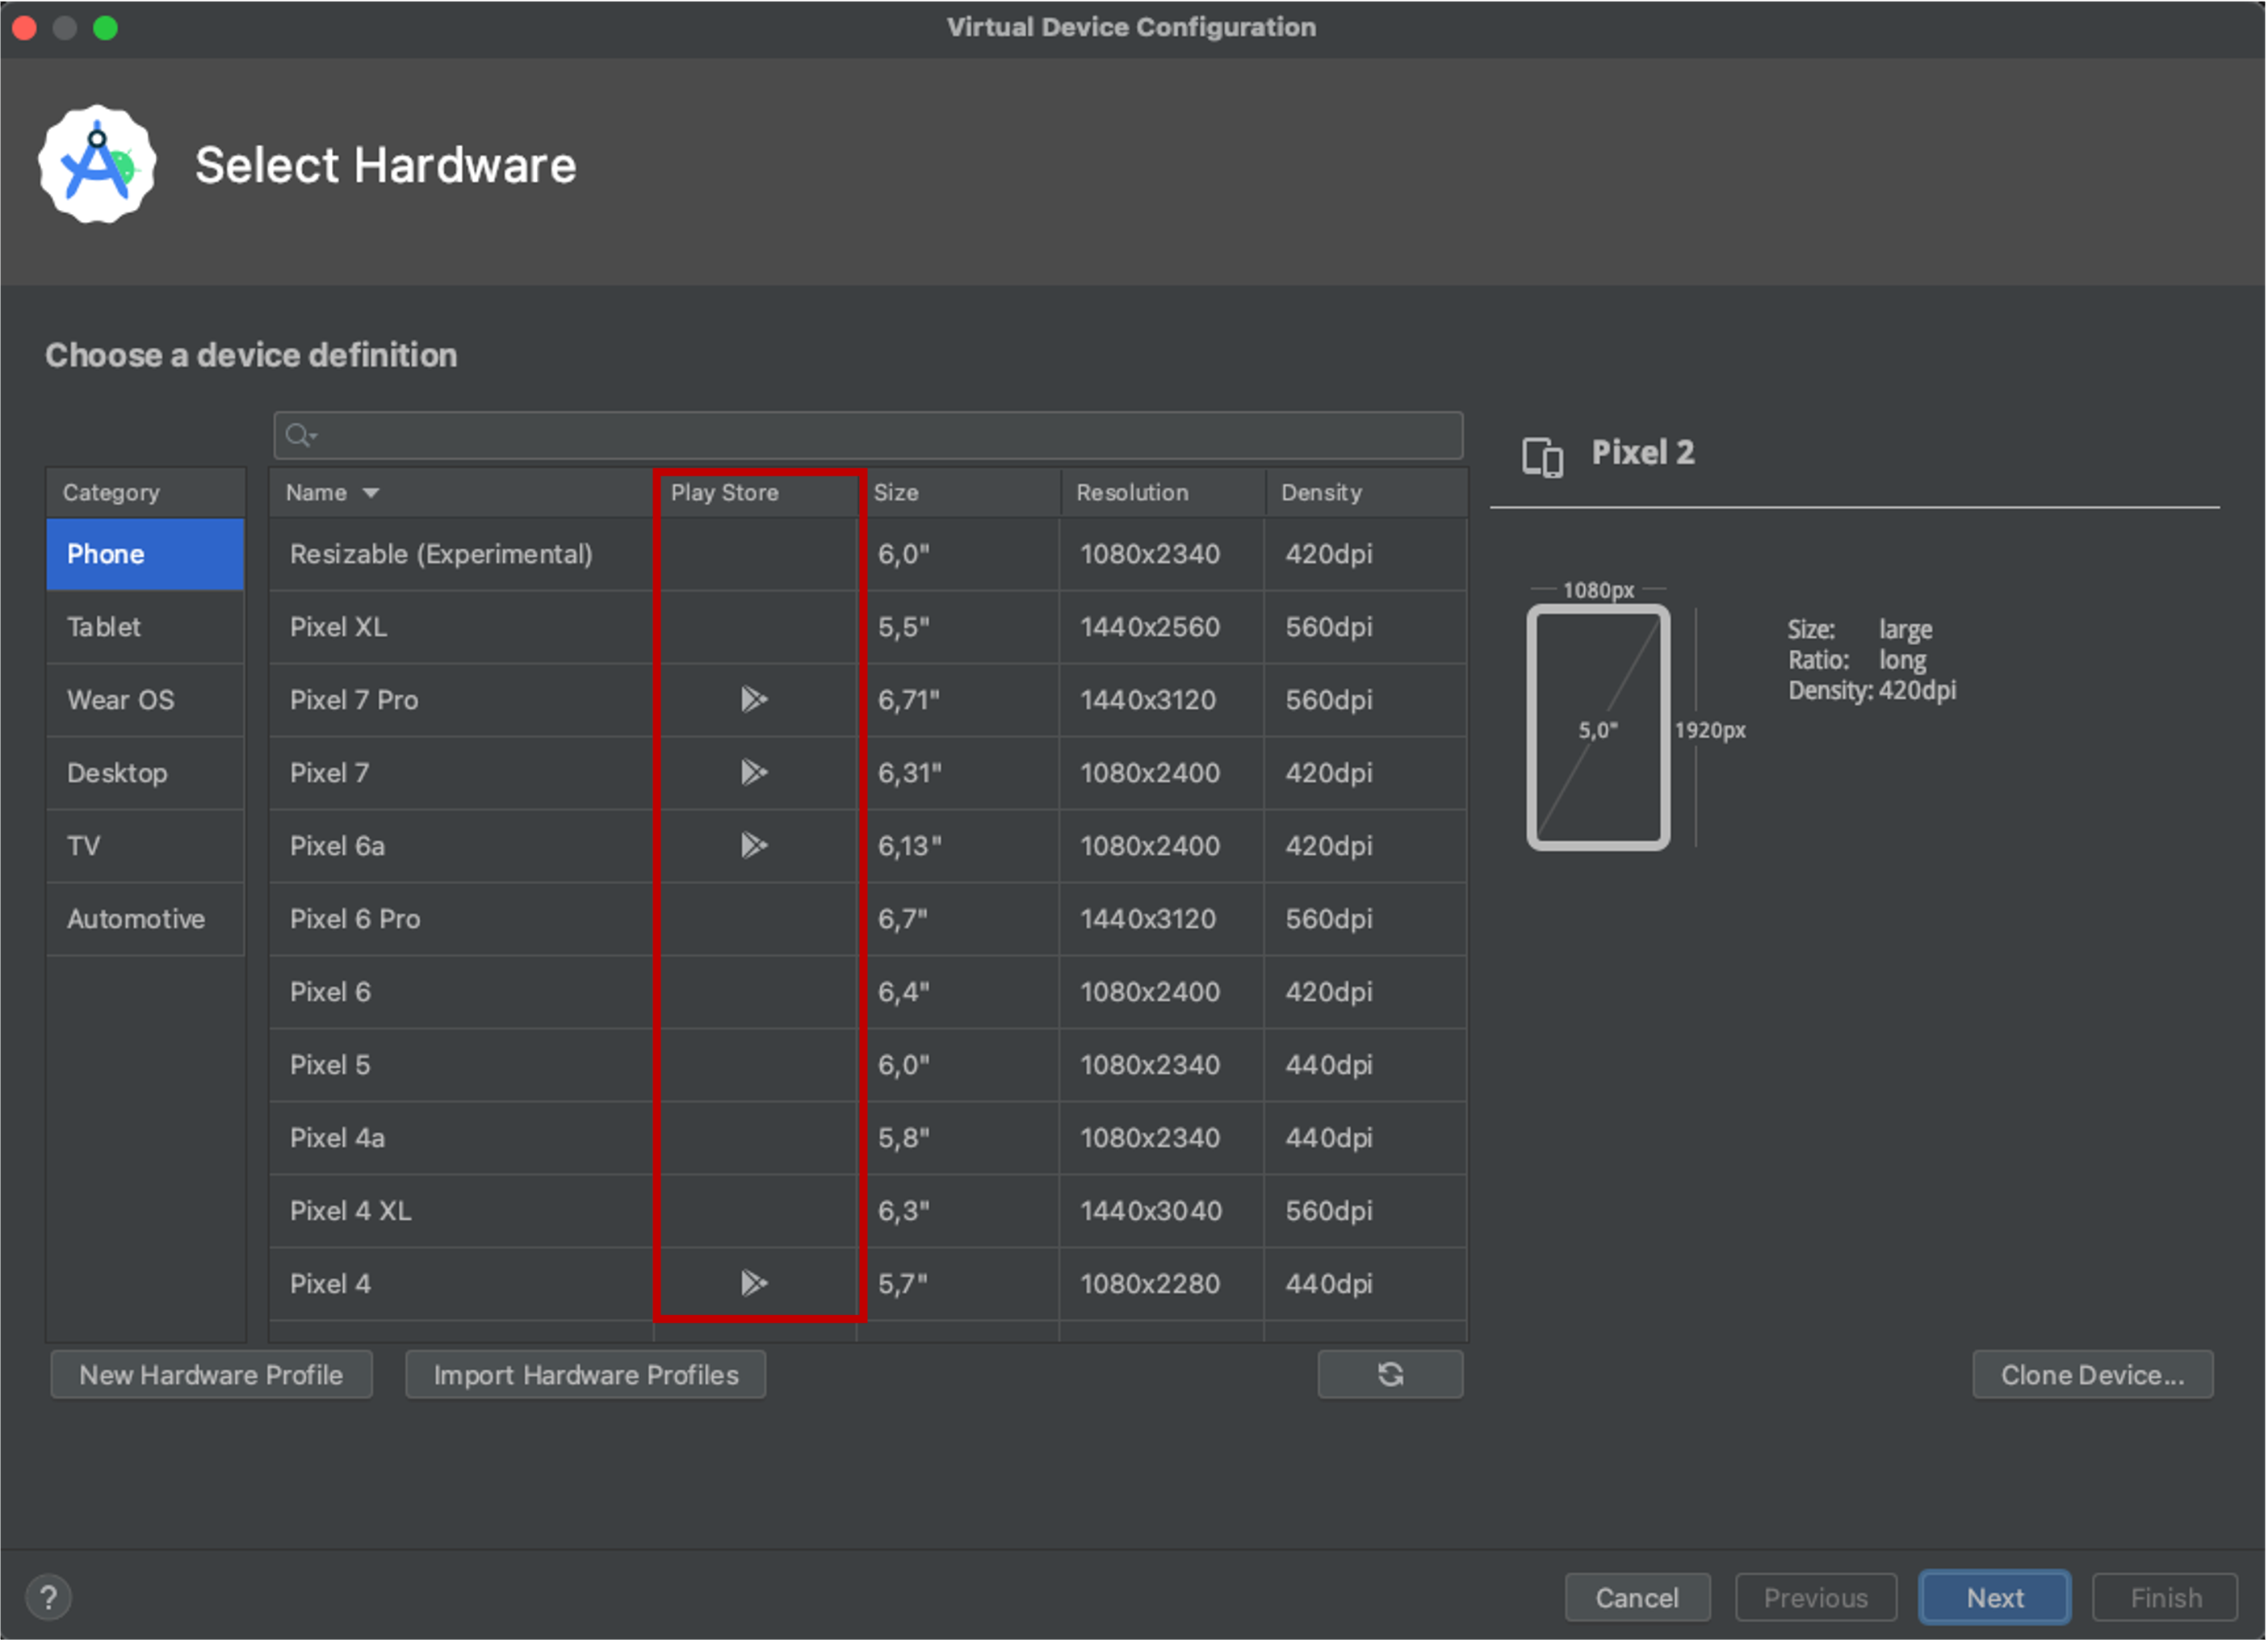 Virtual Device Configuration
Select Hardware
Choose a device definition
Category
Phone
Tablet
Wear OS
Desktop
TV
Automotive
Name Play Store Size Resolution Density
Resizable (Experimental) 6,0" 1080x2340 420dpi
Pixel XL 5,5" 1440x2560 560dpi
Pixel 7 Pro 6,71" 1440x3120 560dpi
Pixel 7 6,31" 1080x2400 420dpi
Pixel 6a 6,13" 1080x2400 420dpi
Pixel 6 Pro 6,7" 1440x3120 560dpi
Pixel 6 6,4" 1080x2400 420dpi
Pixel 5 6,0" 1080x2340 440dpi
Pixel 4a 5,8" 1080x2340 440dpi
Pixel 4 XL 6,3" 1440x3040 560dpi
Pixel 4 5,7" 1080x2280 440dpi
Pixel 2
1080px
5,0"
1920px
Size: large
Ratio: long
Density: 420dpi
New Hardware Profile Import Hardware Profiles Clone Device...
? Cancel Previous Next Finish